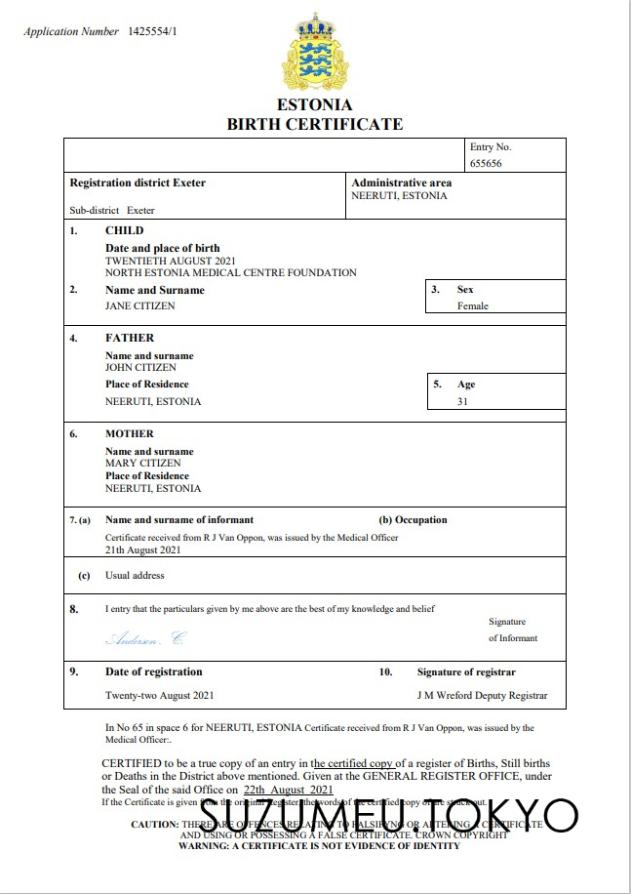 Application Number 1425554/1
ESTONIA
BIRTH CERTIFICATE
Entry No.
655656
Registration district Exeter
Administrative area
NEERUTI, ESTONIA
Sub-district Exeter
1. CHILD
Date and place of birth
TWENTIETH AUGUST 2021
NORTH ESTONIA MEDICAL CENTRE FOUNDATION
2. Name and Surname
3. Sex
JANE CITIZEN
Female
4. FATHER
Name and surname
JOHN CITIZEN
Place of Residence
5. Age
NEERUTI, ESTONIA
31
6. MOTHER
Name and surname
MARY CITIZEN
Place of Residence
NEERUTI, ESTONIA
7. (a) Name and surname of informant (b) Occupation
Certificate received from R J Van Oppon, was issued by the Medical Officer
21th August 2021
(c) Usual address
8. I entry that the particulars given by me above are the best of my knowledge and belief
Signature
Anderson. C.
of Informant
9. Date of registration
10. Signature of registrar
Twenty-two August 2021
J M Wreford Deputy Registrar
In No 65 in space 6 for NEERUTI, ESTONIA Certificate received from R J Van Oppon, was issued by the
Medical Officer:.
CERTIFIED to be a true copy of an entry in the certified copy of a register of Births, Still births
or Deaths in the District above mentioned. Given at the GENERAL REGISTER OFFICE, under
the Seal of the said Office on 22th August 2021
If the Certificate is given from the original Register, the words of the certified copy of are struck out.
SUZUMEU.TOKYO
CAUTION: THERE ARE OFFENCES RELATING TO FALSIFYNG OR ALTERING A CERTIFICATE
AND USING OR POSSESSING A FALSE CERTIFICATE. CROWN COPYRIGHT
WARNING: A CERTIFICATE IS NOT EVIDENCE OF IDENTITY